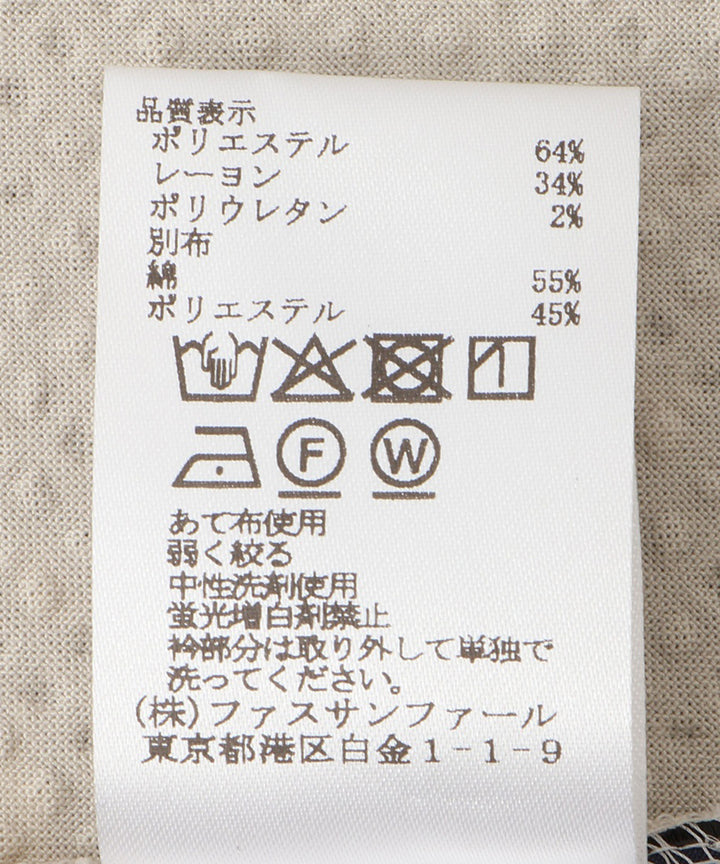 品質表示
ポリエステル 64%
レーヨン 34%
ポリウレタン 2%
別布
綿 55%
ポリエステル 45%
F W
あて布使用
弱く絞る
中性洗剤使用
蛍光増白剤禁止
衿部分は取り外して単独で
洗ってください。
(株)ファスサンファール
東京都港区白金1-1-9